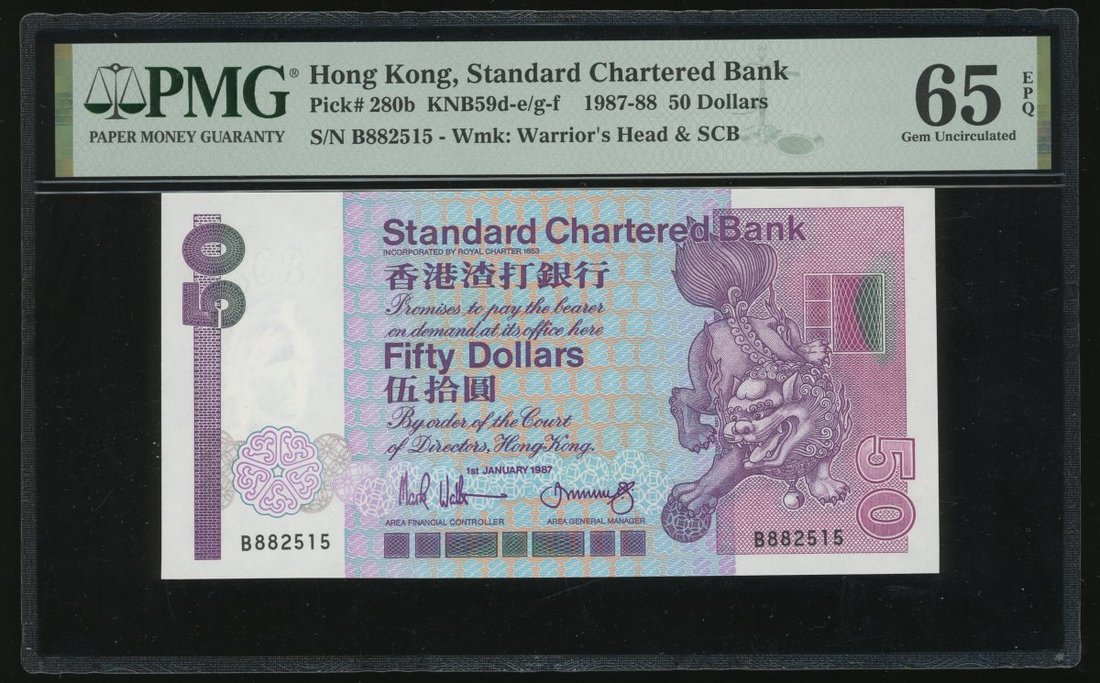 PMG®
PAPER MONEY GUARANTY
Hong Kong, Standard Chartered Bank
Pick# 280b KNB59d-e/g-f 1987-88 50 Dollars
S/N B882515 - Wmk: Warrior's Head & SCB
65
EPQ
Gem Uncirculated
50
Standard Chartered Bank
INCORPORATED BY ROYAL CHARTER 1853
香港渣打銀行
Promises to pay the bearer
on demand at its office here
Fifty Dollars
伍拾圓
By order of the Court
of Directors, Hong Kong.
1st JANUARY 1987
AREA FINANCIAL CONTROLLER
AREA GENERAL MANAGER
B882515
B882515
50